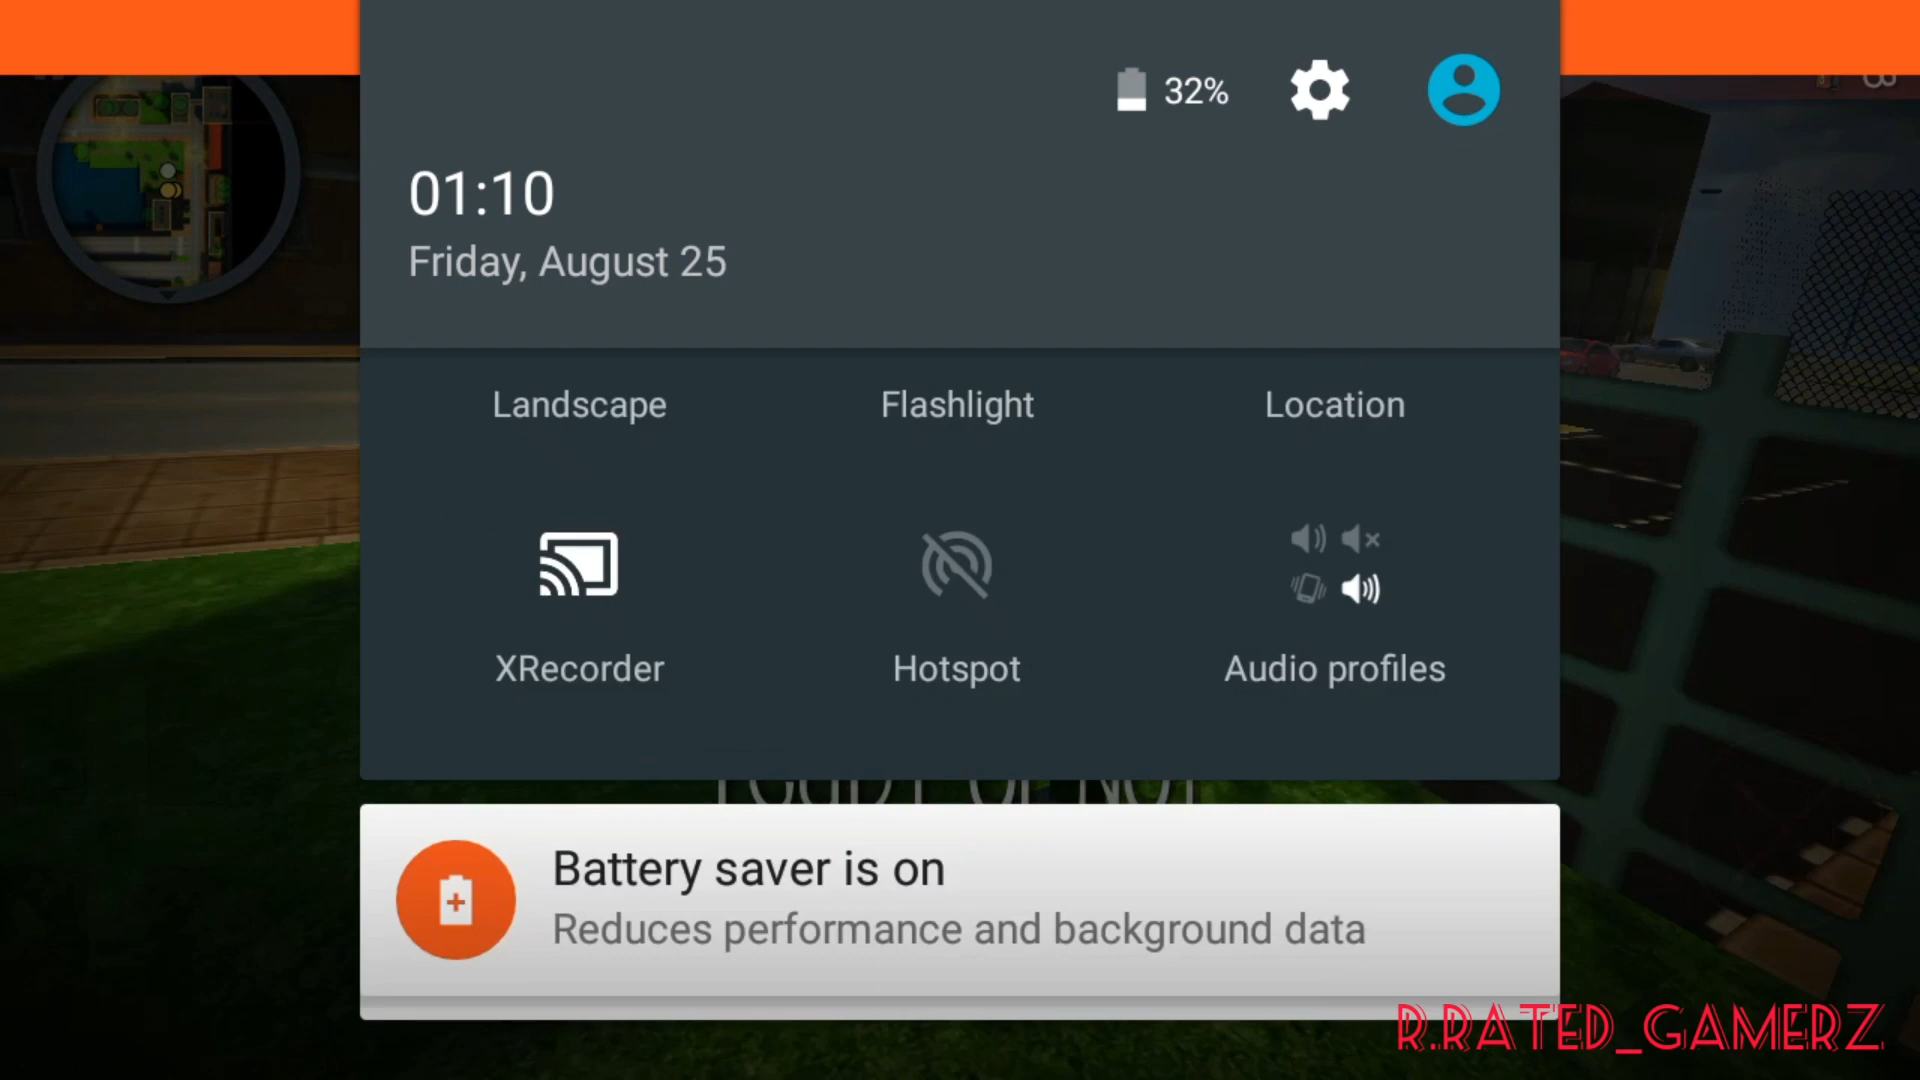 32%
01:10
Friday, August 25
Landscape
Flashlight
Location
XRecorder
Hotspot
Audio profiles
Battery saver is on
Reduces performance and background data
R.RATED_GAMERZ